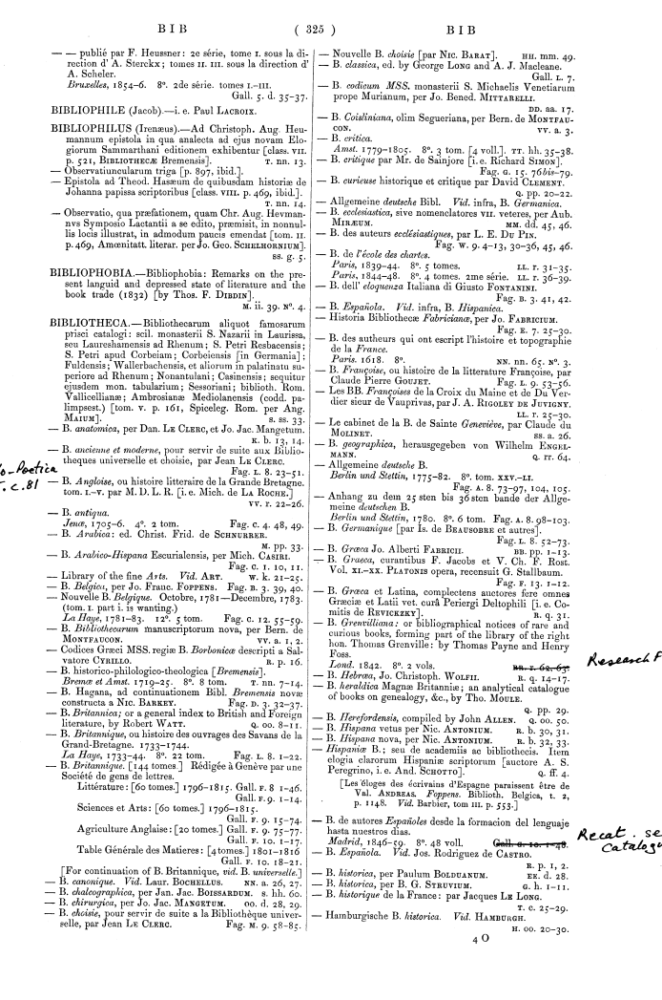 BIB ( 325 ) BIB
— — publié par F. Heussner: 2e série, tome I. sous la di-
rection d' A. Sterckx; tomes II. III. sous la direction d'
A. Scheler.
Bruxelles, 1854-6. 8°. 2de série. tomes I.–III.
Gall. 5. d. 35-37.
BIBLIOPHILE (Jacob).—i. e. Paul LACROIX.
BIBLIOPHILUS (Irenæus).—Ad Christoph. Aug. Heu-
mannum epistola in qua analecta ad ejus novam Elo-
giorum Sammarthani editionem exhibentur [class. VII.
p. 521, BIBLIOTHECÆ Bremensis]. T. nn. 13.
— Observatiuncularum triga [p. 897, ibid.].
— Epistola ad Theod. Hasæum de quibusdam historiæ de
Johanna papissa scriptoribus [class. VIII. p. 469, ibid.].
T. nn. 14.
— Observatio, qua præfationem, quam Chr. Aug. Heyman-
nvs Symposio Lactantii a se edito, præmisit, in nonnul-
lis locis illustrat, in admodum paucis emendat [tom. II.
p. 469, Amœnitatt. literar. per Jo. Geo. SCHELHORNIUM].
ss. g. 5.
BIBLIOPHOBIA.—Bibliophobia: Remarks on the pre-
sent languid and depressed state of literature and the
book trade (1832) [by Thos. F. DIBDIN].
M. ii. 39. N°. 4.
BIBLIOTHECA.—Bibliothecarum aliquot famosarum
prisci catalogi: scil. monasterii S. Nazarii in Laurissa,
seu Laureshamensis ad Rhenum; S. Petri Resbacensis;
S. Petri apud Corbeiam; Corbeiensis [in Germania]:
Fuldensis; Wallerbachensis, et aliorum in palatinatu su-
periore ad Rhenum; Nonantulani; Casinensis; sequitur
ejusdem mon. tabularium; Sessoriani; biblioth. Rom.
Vallicellianæ; Ambrosianæ Mediolanensis (codd. pa-
limpsest.) [tom. v. p. 161, Spiceleg. Rom. per Ang.
MAIUM]. s. ss. 33.
— B. anatomica, per Dan. LE CLERC, et Jo. Jac. Mangetum.
K. b. 13, 14.
— B. ancienne et moderne, pour servir de suite aux Biblio-
theques universelle et choisie, par Jean LE CLERC.
Fag. L. 8. 23-51.
— B. Angloise, ou histoire litteraire de la Grande Bretagne.
tom. I.–V. par M. D. L. R. [i. e. Mich. de LA ROCHE.]
VV. r. 22-26.
— B. antiqua.
Jenæ, 1705-6. 4°. 2 tom. Fag. C. 4. 48, 49.
— B. Arabica: ed. Christ. Frid. de SCHNURRER.
M. pp. 33.
— B. Arabico-Hispana Escurialensis, per Mich. CASIRI.
Fag. C. I. 10, 11.
— Library of the fine Arts. Vid. ART. W. k. 21-25.
— B. Belgica, per Jo. Franc. FOPPENS. Fag. B. 3. 39, 40.
— Nouvelle B. Belgique. Octobre, 1781—Decembre, 1783.
(tom. I. part i. is wanting.)
La Haye, 1781-83. 12°. 5 tom. Fag. C. 12. 55-59.
— B. Bibliothecarum manuscriptorum nova, per Bern. de
MONTFAUCON. VV. a. 1, 2.
— Codices Græci MSS. regiæ B. Borbonicæ descripti a Sal-
vatore CYRILLO. R. p. 16.
— B. historico-philologico-theologica [Bremensis].
Bremæ et Amst. 1719-25. 8°. 8 tom. T. nn. 7-14.
— B. Hagana, ad continuationem Bibl. Bremensis novæ
constructa a Nic. BARKEY. Fag. D. 3. 32-37.
— B. Britannica; or a general index to British and Foreign
literature, by Robert WATT. Q. oo. 8-11.
— B. Britannique, ou histoire des ouvrages des Savans de la
Grand-Bretagne. 1733-1744.
La Haye, 1733-44. 8°. 22 tom. Fag. L. 8. 1-22.
— B. Britannique. [144 tomes.] Rédigée à Genève par une
Société de gens de lettres.
Littérature: [60 tomes.] 1796-1815. Gall. F. 8 1-46.
Gall. F. 9. 1-14.
Sciences et Arts: [60 tomes.] 1796-1815.
Gall. F. 9. 15-74.
Agriculture Anglaise: [20 tomes.] Gall. F. 9. 75-77.
Gall. F. 10. 1-17.
Table Générale des Matieres: [4 tomes.] 1801-1816
Gall. F. 10. 18-21.
[For continuation of B. Britannique, vid. B. universelle.]
— B. canonique. Vid. Laur. BOCHELLUS. NN. a. 26, 27.
— B. chalcographica, per Jan. Jac. BOISSARDUM. s. hh. 60.
— B. chirurgica, per Jo. Jac. MANGETUM. OO. d. 28, 29.
— B. choisie, pour servir de suite a la Bibliothèque univer-
selle, par Jean LE CLERC. Fag. M. 9. 58-85.
— Nouvelle B. choisie [par Nic. BARAT]. HH. mm. 49.
— B. classica, ed. by George LONG and A. J. Macleane.
Gall. L. 7.
— B. codicum MSS. monasterii S. Michaelis Venetiarum
prope Murianum, per Jo. Bened. MITTARELLI.
DD. aa. 17.
— B. Coisliniana, olim Segueriana, per Bern. de MONTFAU-
CON. VV. a. 3.
— B. critica.
Amst. 1779-1805. 8°. 3 tom. [4 voll.]. TT. hh. 35-38.
— B. critique par Mr. de Sainjore [i. e. Richard SIMON].
Fag. G. 15. 76bis-79.
— B. curieuse historique et critique par David CLEMENT.
Q. pp. 20-22.
— Allgemeine deutsche Bibl. Vid. infra, B. Germanica.
— B. ecclesiastica, sive nomenclatores VII. veteres, per Aub.
MIRÆUM. MM. dd. 45, 46.
— B. des auteurs ecclésiastiques, par L. E. DU PIN.
Fag. W. 9. 4-13, 30-36, 45, 46.
— B. de l'école des chartes.
Paris, 1839-44. 8°. 5 tomes. LL. r. 31-35.
Paris, 1844-48. 8°. 4 tomes. 2me série. LL. r. 36-39.
— B. dell' eloquenza Italiana di Giusto FONTANINI.
Fag. B. 3. 41, 42.
— B. Española. Vid. infra, B. Hispanica.
— Historia Bibliothecæ Fabricianæ, per Jo. FABRICIUM.
Fag. E. 7. 25-30.
— B. des autheurs qui ont escript l'histoire et topographie
de la France.
Paris. 1618. 8°. NN. nn. 65. N°. 3.
— B. Françoise, ou histoire de la litterature Françoise, par
Claude Pierre GOUJET. Fag. L. 9. 53-56.
— Les BB. Françoises de la Croix du Maine et de Du Ver-
dier sieur de Vauprivas, par J. A. RIGOLEY DE JUVIGNY.
LL. r. 25-30.
— Le cabinet de la B. de Sainte Geneviève, par Claude du
MOLINET. ss. a. 26.
— B. geographica, herausgegeben von Wilhelm ENGEL-
MANN. Q. rr. 64.
— Allgemeine deutsche B.
Berlin und Stettin, 1775-82. 8°. tom. XXV.–LI.
Fag. A. 8. 73-97, 104, 105.
— Anhang zu dem 25 sten bis 36sten bande der Allge-
meine deutschen B.
Berlin und Stettin, 1780. 8°. 6 tom. Fag. A. 8. 98-103.
— B. Germanique [par Is. de BEAUSOBRE et autres].
Fag. L. 8. 52-73.
— B. Græca Jo. Alberti FABRICII. BB. pp. 1-13.
— B. Graeca, curantibus F. Jacobs et V. Ch. F. Rost.
Vol. XI.–XX. PLATONIS opera, recensuit G. Stallbaum.
Fag. F. 13. 1-12.
— B. Græca et Latina, complectens auctores fere omnes
Græciæ et Latii vet. curâ Periergi Deltophili [i. e. Co-
mitis de REVICKZKY]. R. q. 31.
— B. Grenvilliana: or bibliographical notices of rare and
curious books, forming part of the library of the right
hon. Thomas Grenville: by Thomas Payne and Henry
Foss.
Lond. 1842. 8°. 2 vols. RR. r. 62, 63.
— B. Hebræa, Jo. Christoph. WOLFII. R. q. 14-17.
— B. heraldica Magnæ Britanniæ; an analytical catalogue
of books on genealogy, &c., by Tho. MOULE.
Q. pp. 29.
— B. Herefordensis, compiled by John ALLEN. Q. oo. 50.
— B. Hispana vetus per Nic. ANTONIUM. R. b. 30, 31.
— B. Hispana nova, per Nic. ANTONIUM. R. b. 32, 33.
— Hispaniæ B.; seu de academiis ac bibliothecis. Item
elogia clarorum Hispaniæ scriptorum [auctore A. S.
Peregrino, i. e. And. SCHOTTO]. Q. ff. 4.
[Les éloges des écrivains d'Espagne paraissent être de
Val. ANDREAS. Foppens. Biblioth. Belgica, t. 2,
p. 1148. Vid. Barbier, tom III. p. 553.]
— B. de autores Españoles desde la formacion del lenguaje
hasta nuestros dias.
Madrid, 1846-59. 8°. 48 voll. Gall. G. 10. 1-48.
— B. Española. Vid. Jos. Rodriguez de CASTRO.
R. p. 1, 2.
— B. historica, per Paulum BOLDUANUM. EE. d. 28.
— B. historica, per B. G. STRUVIUM. G. h. 1-11.
— B. historique de la France: par Jacques LE LONG.
T. c. 25-29.
— Hamburgische B. historica. Vid. HAMBURGH.
H. oo. 20-30.
4 O
o-Poetica
T. c. 81
Research
Recat. se
Catalog